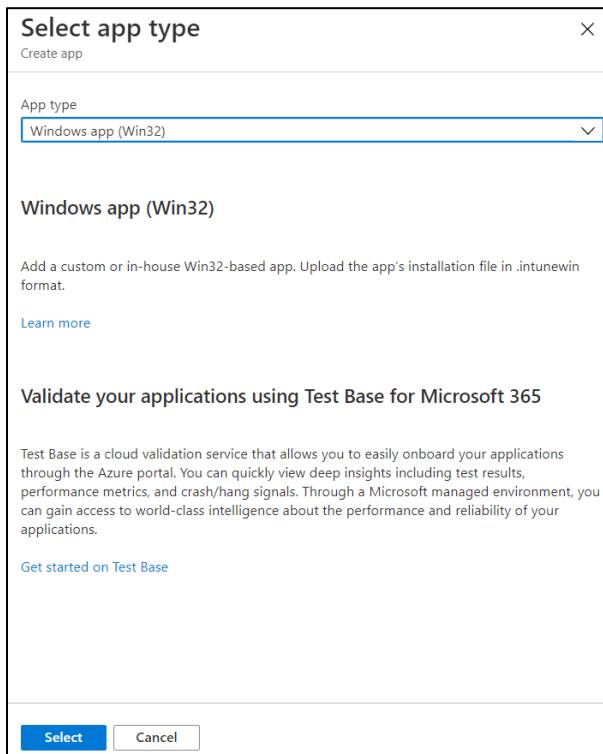 Select app type
Create app
App type
Windows app (Win32)
Windows app (Win32)
Add a custom or in-house Win32-based app. Upload the app's installation file in .intunewin
format.
Learn more
Validate your applications using Test Base for Microsoft 365
Test Base is a cloud validation service that allows you to easily onboard your applications
through the Azure portal. You can quickly view deep insights including test results,
performance metrics, and crash/hang signals. Through a Microsoft managed environment, you
can gain access to world-class intelligence about the performance and reliability of your
applications.
Get started on Test Base
Select Cancel